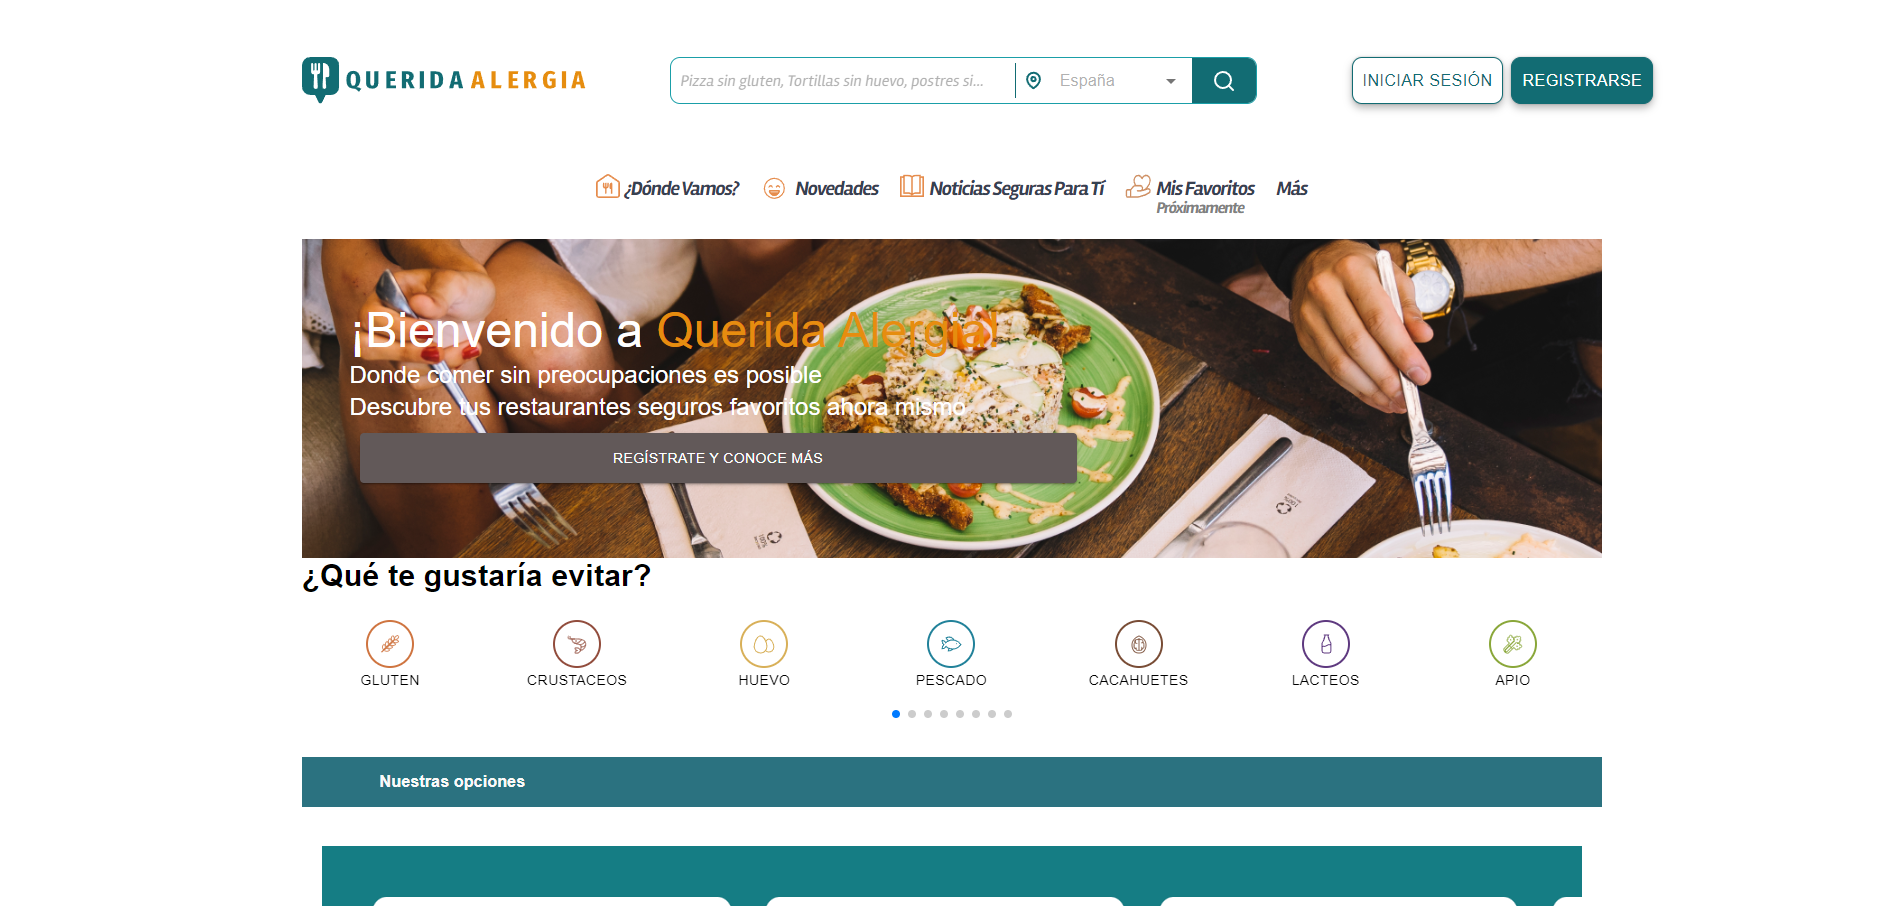 QUERIDA ALERGIA
Pizza sin gluten, Tortillas sin huevo, postres si...
España
INICIAR SESIÓN
REGISTRARSE
¿Dónde Vamos?
Novedades
Noticias Seguras Para Tí
Mis Favoritos
Próximamente
Más
¡Bienvenido a Querida Alergia!
Donde comer sin preocupaciones es posible
Descubre tus restaurantes seguros favoritos ahora mismo
REGÍSTRATE Y CONOCE MÁS
¿Qué te gustaría evitar?
GLUTEN
CRUSTACEOS
HUEVO
PESCADO
CACAHUETES
LACTEOS
APIO
Nuestras opciones